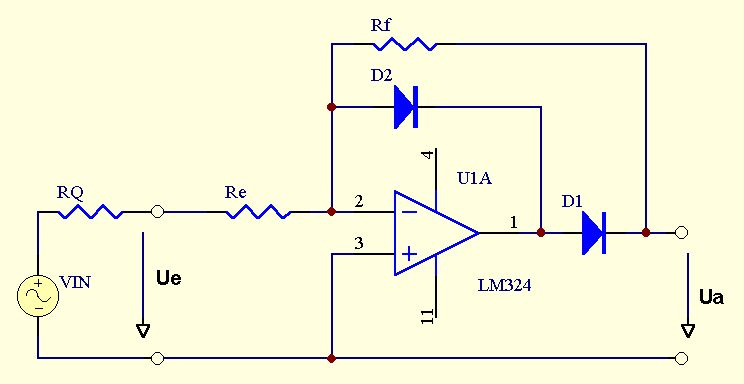 Rf
D2
4
U1A
RQ
Re
2
1
D1
3
VIN
Ue
LM324
Ua
11